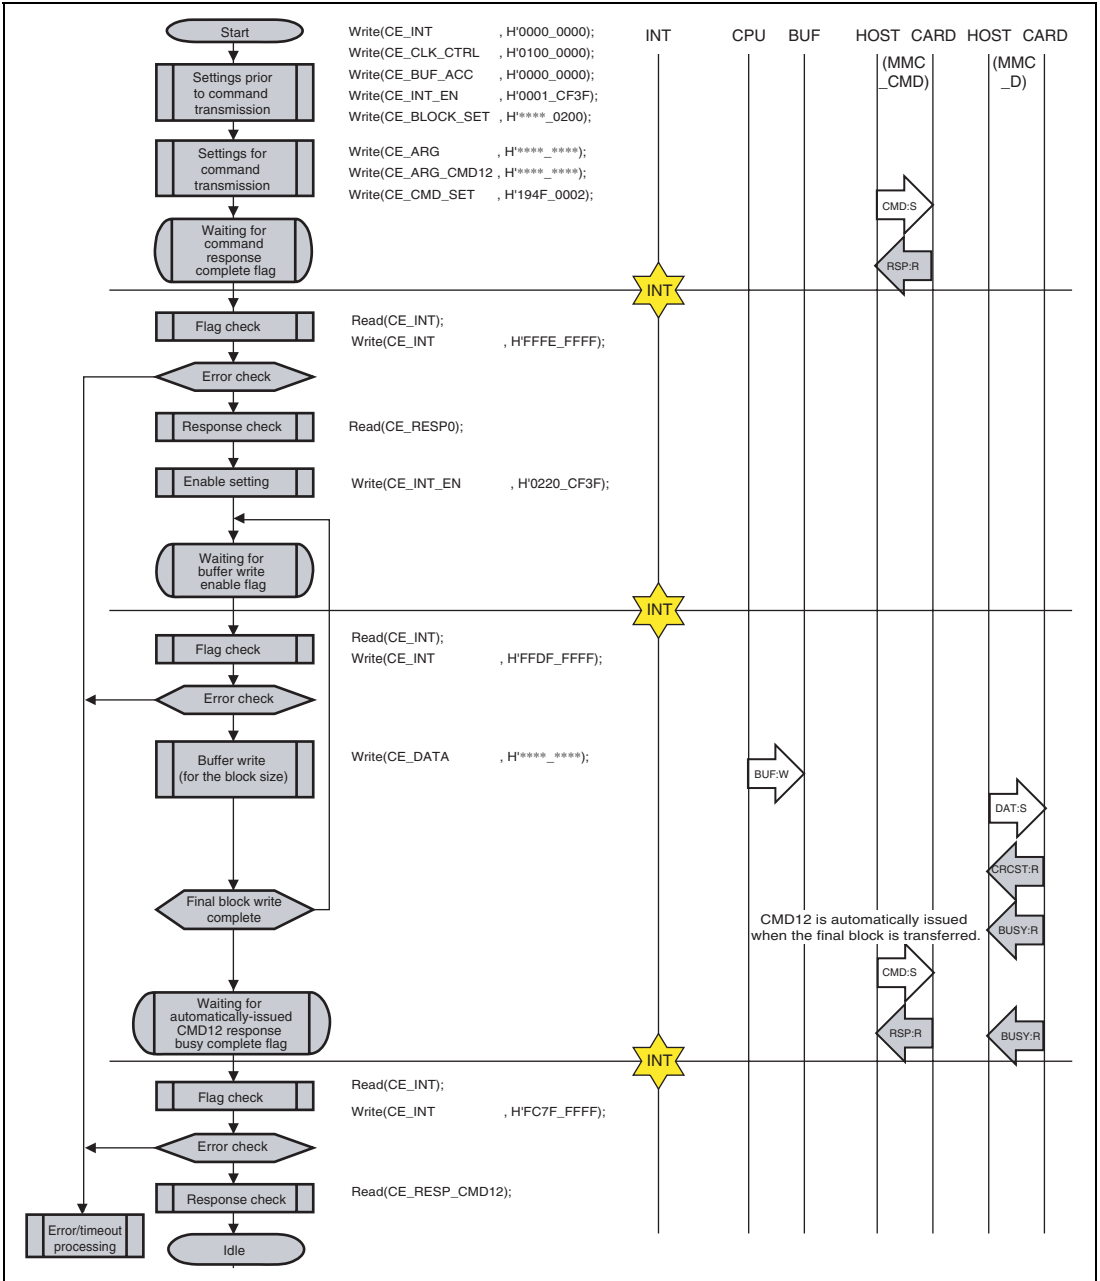 Start
Write(CE_INT , H'0000_0000);
Write(CE_CLK_CTRL , H'0100_0000);
Write(CE_BUF_ACC , H'0000_0000);
Write(CE_INT_EN , H'0001_CF3F);
Write(CE_BLOCK_SET , H'****_0200);
INT
CPU
BUF
HOST
CARD
HOST
CARD
(MMC
_CMD)
(MMC
_D)
Settings prior
to command
transmission
Settings for
command
transmission
Write(CE_ARG , H'****_****);
Write(CE_ARG_CMD12 , H'****_****);
Write(CE_CMD_SET , H'194F_0002);
CMD:S
Waiting for
command
response
complete flag
RSP:R
INT
Flag check
Read(CE_INT);
Write(CE_INT , H'FFFE_FFFF);
Error check
Response check
Read(CE_RESP0);
Enable setting
Write(CE_INT_EN , H'0220_CF3F);
Waiting for
buffer write
enable flag
INT
Flag check
Read(CE_INT);
Write(CE_INT , H'FFDF_FFFF);
Error check
Buffer write
(for the block size)
Write(CE_DATA , H'****_****);
BUF:W
DAT:S
CRCST:R
Final block write
complete
CMD12 is automatically issued
when the final block is transferred.
BUSY:R
CMD:S
Waiting for
automatically-issued
CMD12 response
busy complete flag
RSP:R
BUSY:R
INT
Flag check
Read(CE_INT);
Write(CE_INT , H'FC7F_FFFF);
Error check
Response check
Read(CE_RESP_CMD12);
Error/timeout
processing
Idle